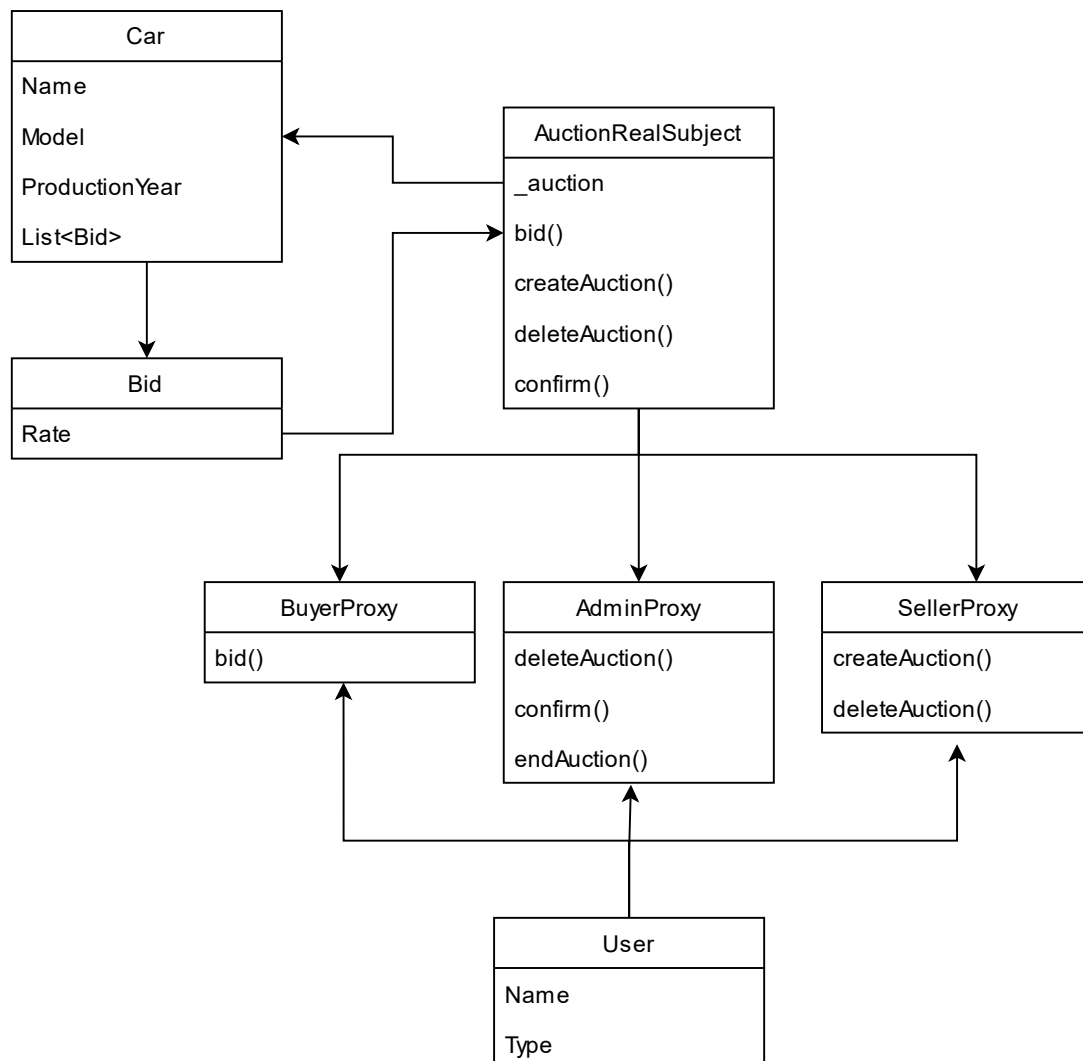 Car
Name
Model
ProductionYear
List<Bid>
AuctionRealSubject
_auction
bid()
createAuction()
deleteAuction()
confirm()
Bid
Rate
BuyerProxy
bid()
AdminProxy
deleteAuction()
confirm()
endAuction()
SellerProxy
createAuction()
deleteAuction()
User
Name
Type